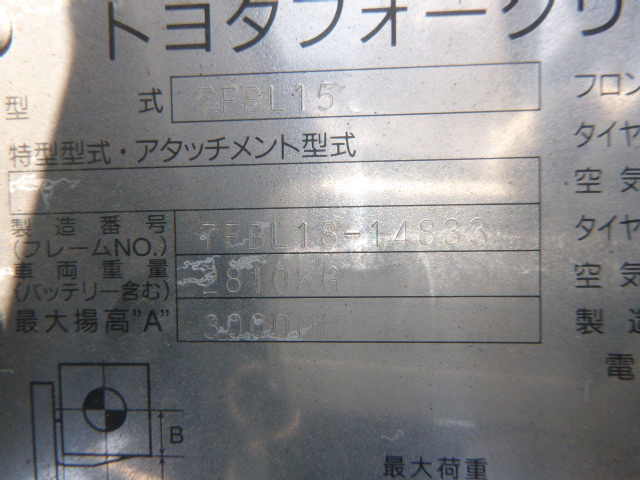 トヨタフォークリ
型 式 7FBL15 フロン
特型型式・アタッチメント型式 タイヤ
空気
製造番号
(フレームNO.) 7FBL18-14833 タイヤ
車両重量
(バッテリー含む) 2810KG 空気
最大揚高"A" 3000MM 製造
電
B
最大荷重